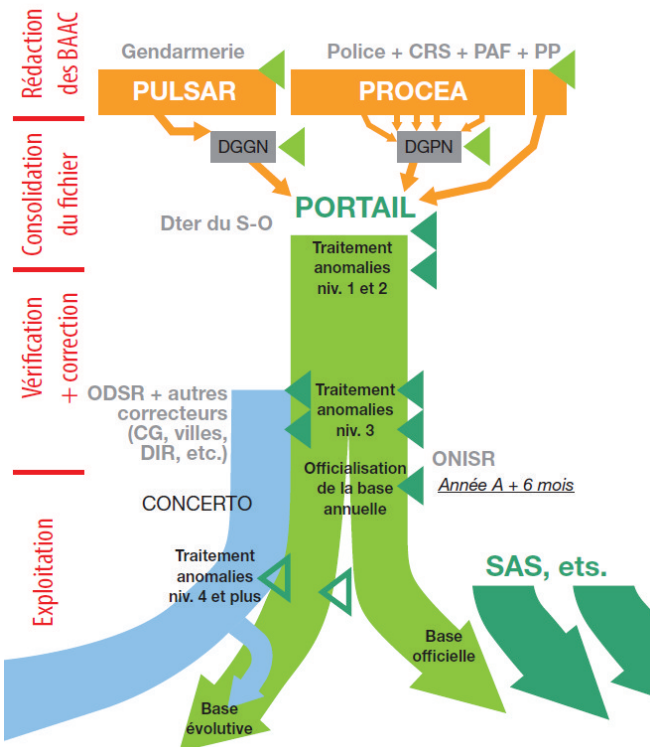 Rédaction
des BAAC
Gendarmerie
Police + CRS + PAF + PP
PULSAR
PROCEA
Consolidation
du fichier
DGGN
DGPN
PORTAIL
Dter du S-O
Traitement
anomalies
niv. 1 et 2
Vérification
+ correction
ODSR + autres
correcteurs
(CG, villes,
DIR, etc.)
Traitement
anomalies
niv. 3
Officialisation
de la base
annuelle
ONISR
Année A + 6 mois
Exploitation
CONCERTO
Traitement
anomalies
niv. 4 et plus
SAS, ets.
Base
officielle
Base
évolutive